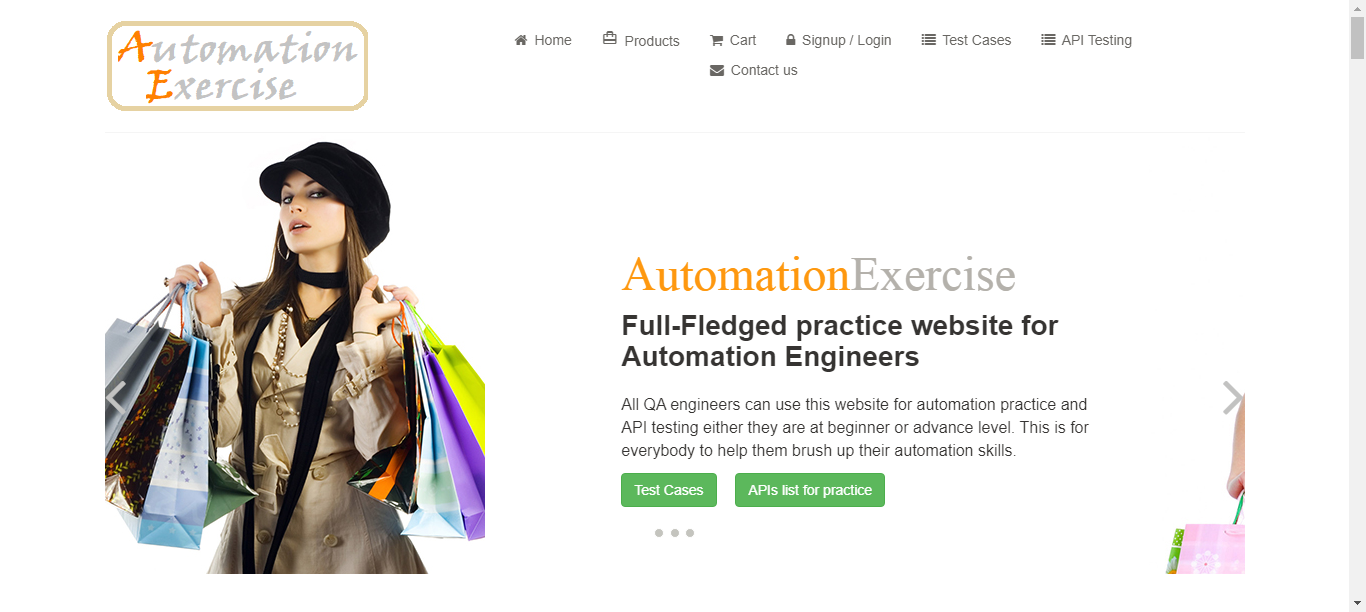 Automation
Exercise
Home Products Cart Signup / Login Test Cases API Testing
Contact us
AutomationExercise
Full-Fledged practice website for
Automation Engineers
All QA engineers can use this website for automation practice and
API testing either they are at beginner or advance level. This is for
everybody to help them brush up their automation skills.
Test Cases APIs list for practice